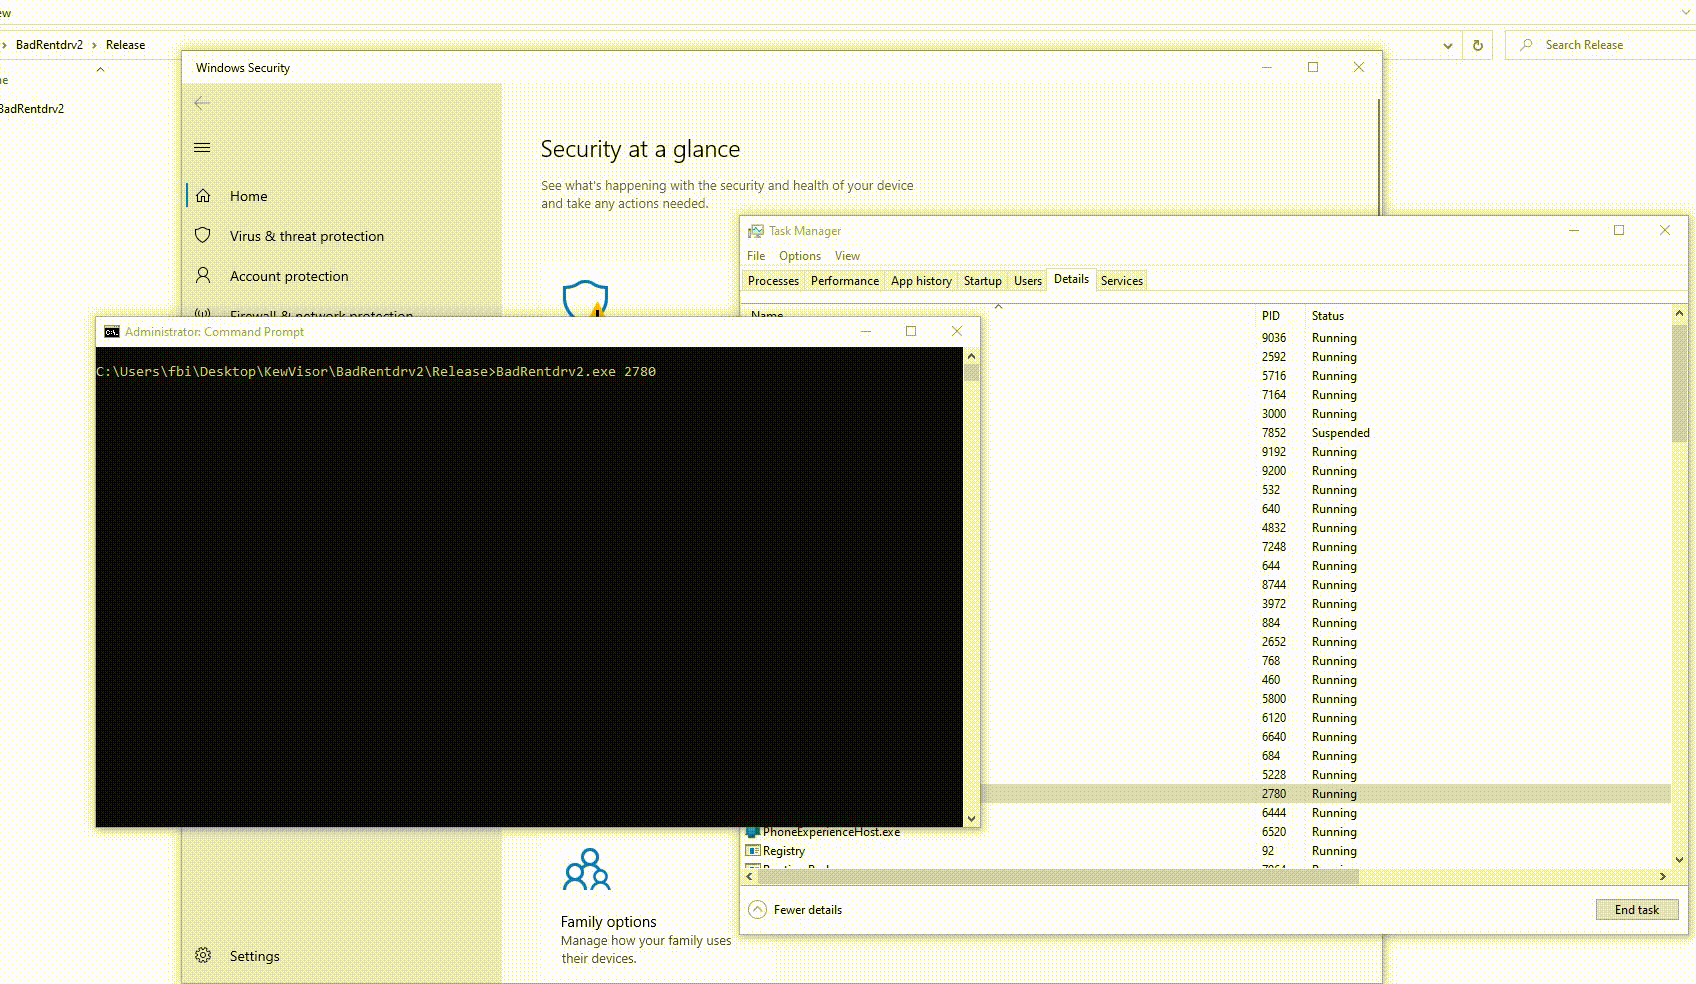 ew
BadRentdrv2 Release
Search Release
BadRentdrv2
Windows Security
Home
Virus & threat protection
Account protection
Firewall & network protection
Settings
Security at a glance
See what's happening with the security and health of your device
and take any actions needed.
Family options
Manage how your family uses
their devices.
Administrator: Command Prompt
C:\Users\fbi\Desktop\KewVisor\BadRentdrv2\Release>BadRentdrv2.exe 2780
Task Manager
File Options View
Processes Performance App history Startup Users Details Services
Name PID Status
9036 Running
2592 Running
5716 Running
7164 Running
3000 Running
7852 Suspended
9192 Running
9200 Running
532 Running
640 Running
4832 Running
7248 Running
644 Running
8744 Running
3972 Running
884 Running
2652 Running
768 Running
460 Running
5800 Running
6120 Running
6640 Running
684 Running
5228 Running
2780 Running
6444 Running
PhoneExperienceHost.exe 6520 Running
Registry 92 Running
Fewer details
End task